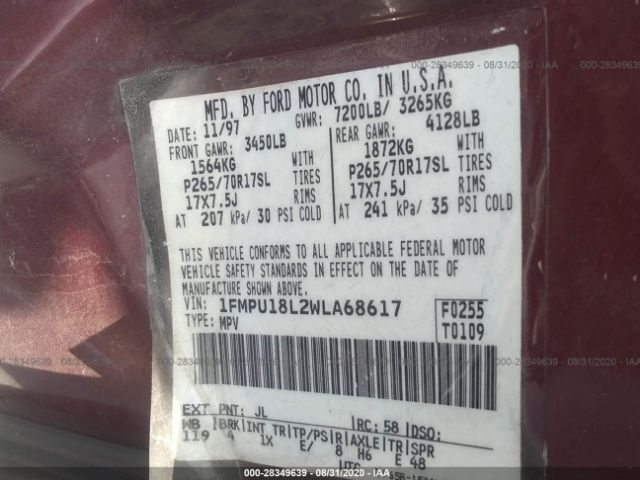 000-28349639 - 08/31/2020 - IAA
MFD. BY FORD MOTOR CO. IN U.S.A.
DATE: 11/97 GVWR: 7200LB/ 3265KG
FRONT GAWR: 3450LB REAR GAWR: 4128LB
1564KG WITH 1872KG WITH
P265/70R17SL TIRES P265/70R17SL TIRES
17X7.5J RIMS 17X7.5J RIMS
AT 207 kPa/ 30 PSI COLD AT 241 kPa/ 35 PSI COLD
THIS VEHICLE CONFORMS TO ALL APPLICABLE FEDERAL MOTOR
VEHICLE SAFETY STANDARDS IN EFFECT ON THE DATE OF
MANUFACTURE SHOWN ABOVE.
VIN: 1FMPU18L2WLA68617 F0255
TYPE: MPV T0109
EXT PNT: JL RC: 58 DSO:
WB BRK INT TR TP/PS R AXLE TR SPR
119 4 1X E/ 8 H6 E 48
UTC
000-28349639 - 08/31/2020 - IAA